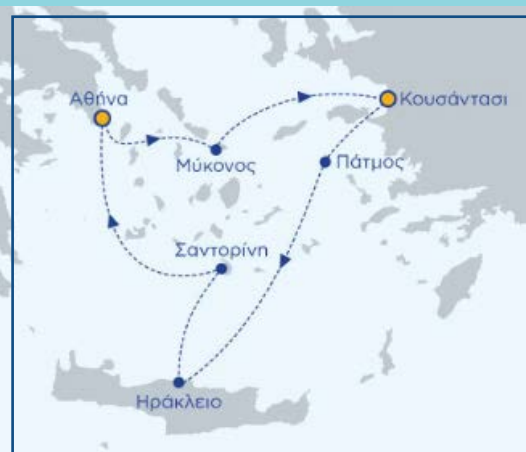 Αθήνα
Κουσάντασι
Μύκονος
Πάτμος
Σαντορίνη
Ηράκλειο